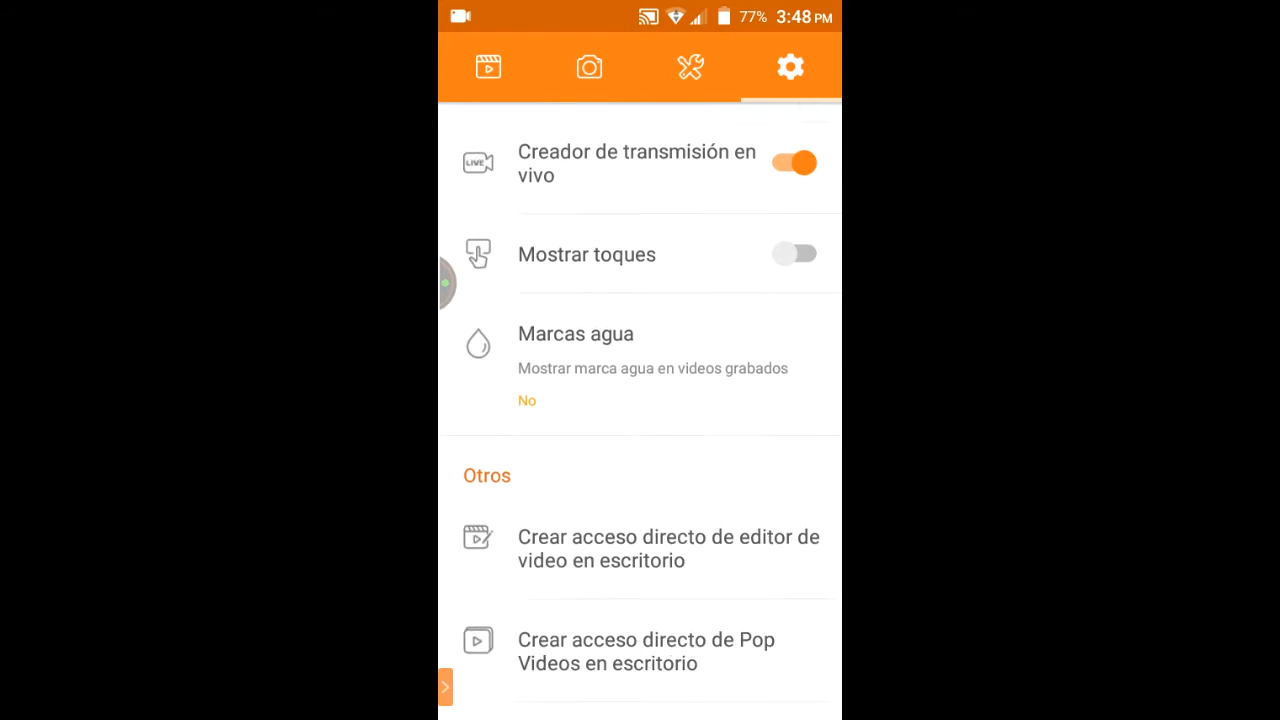 77% 3:48 PM
Creador de transmisión en
vivo
LIVE
Mostrar toques
Marcas agua
Mostrar marca agua en videos grabados
No
Otros
Crear acceso directo de editor de
video en escritorio
Crear acceso directo de Pop
Videos en escritorio